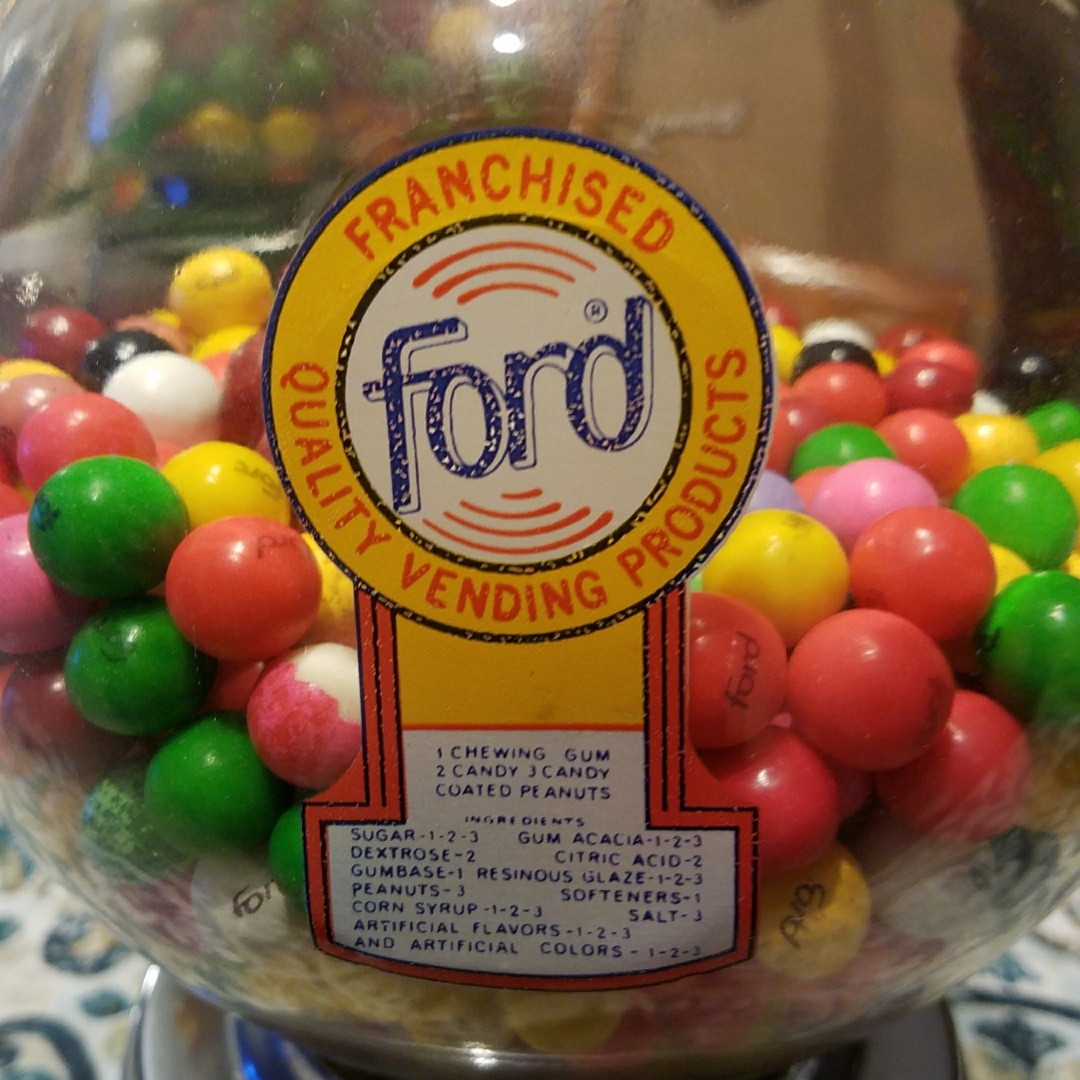 FRANCHISED
ford ®
QUALITY VENDING PRODUCTS
1 CHEWING GUM
2 CANDY 3 CANDY
COATED PEANUTS
INGREDIENTS
SUGAR-1-2-3 GUM ACACIA-1-2-3
DEXTROSE-2 CITRIC ACID-2
GUMBASE-1 RESINOUS GLAZE-1-2-3
PEANUTS-3 SOFTENERS-1
CORN SYRUP-1-2-3 SALT-3
ARTIFICIAL FLAVORS-1-2-3
AND ARTIFICIAL COLORS-1-2-3
ford
ford